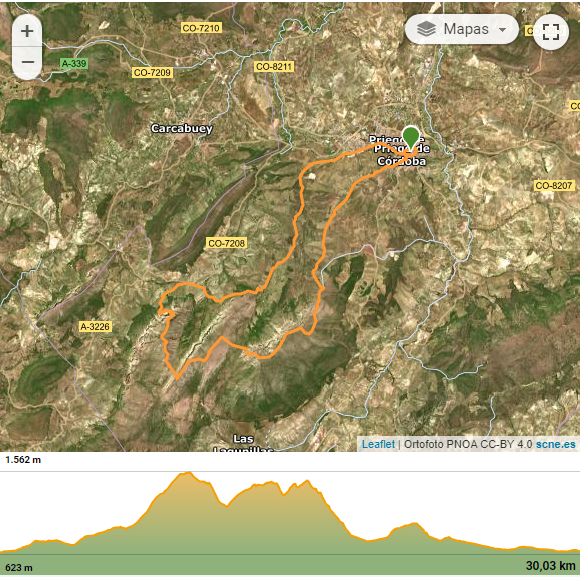 +
−
CO-7210
Mapas
A-339
CO-7209
CO-8211
Carcabuey
Priego de
Priego de
Córdoba
CO-8207
CO-7208
A-3226
Las
Lagunillas
Leaflet | Ortofoto PNOA CC-BY 4.0 scne.es
1.562 m
623 m
30,03 km